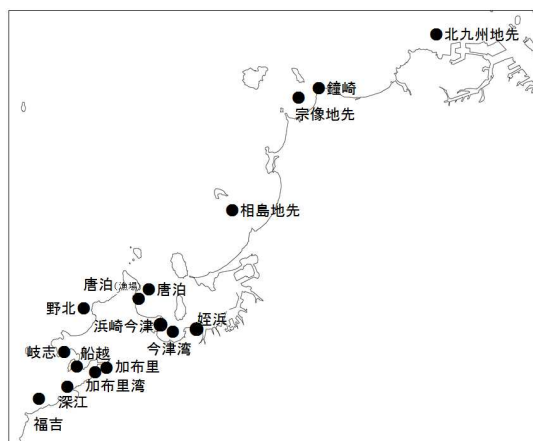 北九州地先
鐘崎
宗像地先
相島地先
唐泊(漁場)
唐泊
野北
浜崎今津
姪浜
今津湾
岐志
船越
加布里
加布里湾
深江
福吉